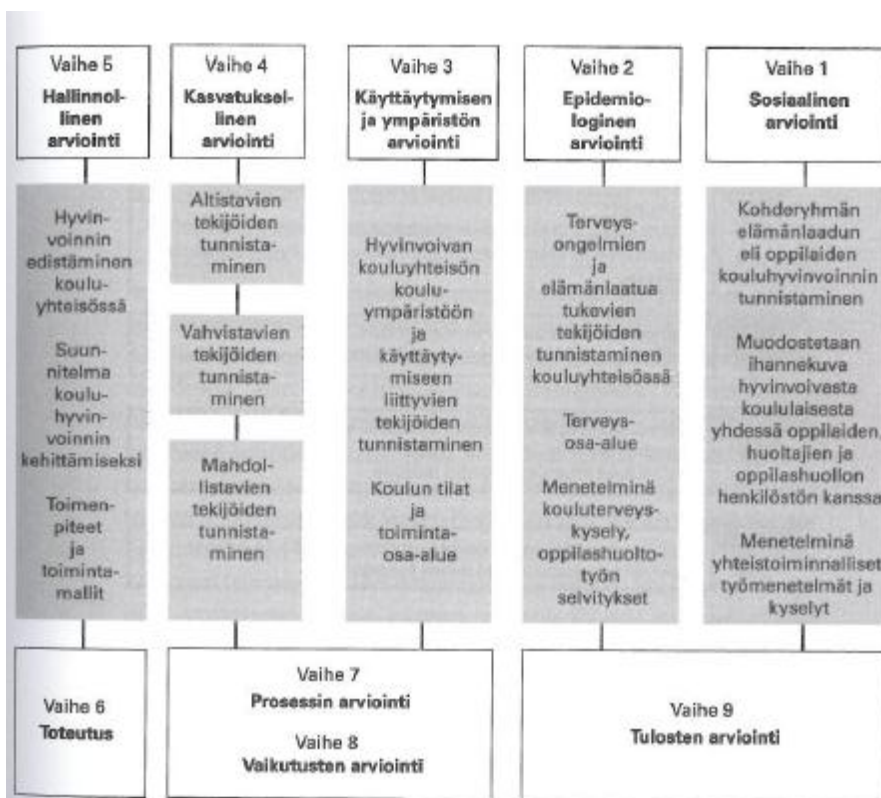 Vaihe 5
Hallinnol-
linen
arviointi
Hyvin-
voinnin
edistäminen
koulu-
yhteisössä
Suun-
nitelma
koulu-
hyvin-
voinnin
kehittämiseksi
Toimen-
piteet
ja
toiminta-
mallit
Vaihe 6
Toteutus
Vaihe 4
Kasvatuksel-
linen
arviointi
Altistavien
tekijöiden
tunnista-
minen
Vahvistavien
tekijöiden
tunnista-
minen
Mahdol-
listavien
tekijöiden
tunnista-
minen
Vaihe 3
Käyttäytymisen
ja ympäristön
arviointi
Hyvinvoivan
kouluyhteisön
koulu-
ympäristöön
ja
käyttäyty-
miseen
liittyvien
tekijöiden
tunnistaminen
Koulun tilat
ja
toiminta-
osa-alue
Vaihe 7
Prosessin arviointi
Vaihe 8
Vaikutusten arviointi
Vaihe 2
Epidemio-
loginen
arviointi
Terveys-
ongelmien
ja
elämänlaatua
tukevien
tekijöiden
tunnistaminen
kouluyhteisössä
Terveys-
osa-alue
Menetelminä
kouluterveys-
kysely,
oppilashuolto-
työn
selvitykset
Vaihe 1
Sosiaalinen
arviointi
Kohderyhmän
elämänlaadun
eli oppilaiden
kouluhyvinvoinnin
tunnistaminen
Muodostetaan
ihannekuva
hyvinvoivasta
koululaisesta
yhdessä oppilaiden,
huoltajien ja
oppilashuollon
henkilöstön kanssa
Menetelminä
yhteistoiminnalliset
työmenetelmät ja
kyselyt
Vaihe 9
Tulosten arviointi